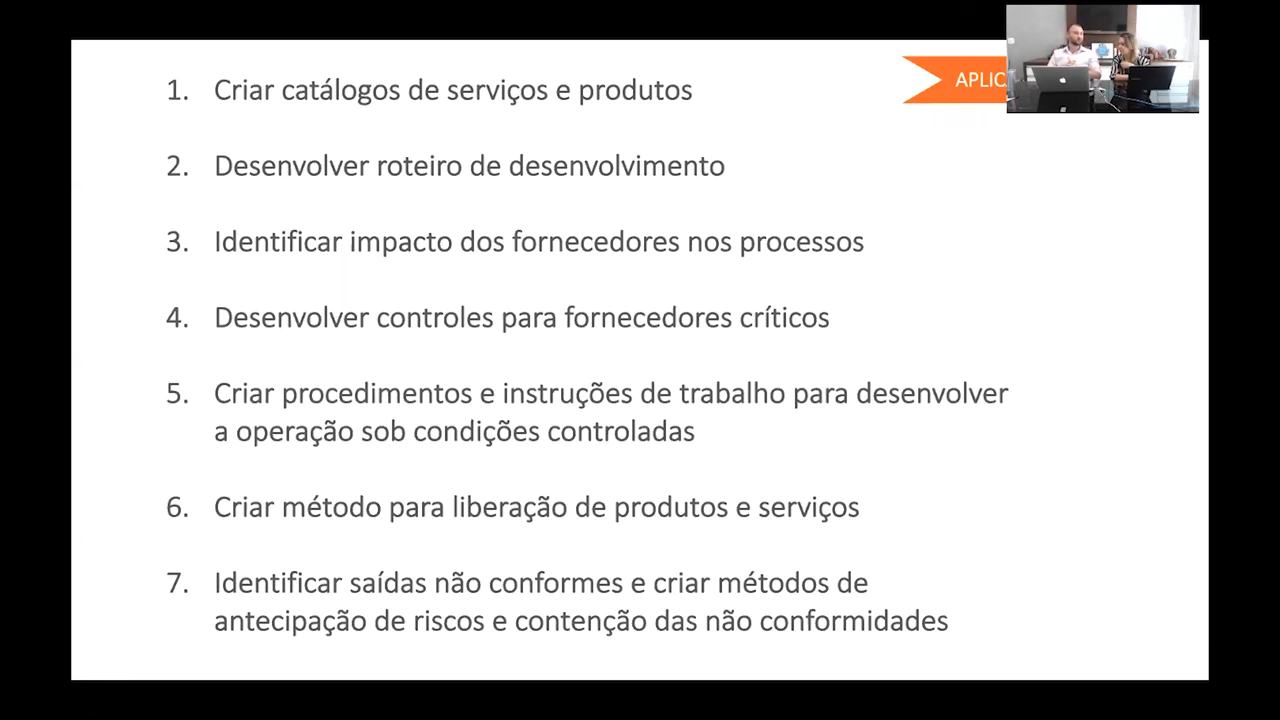 APLIC
1. Criar catálogos de serviços e produtos
2. Desenvolver roteiro de desenvolvimento
3. Identificar impacto dos fornecedores nos processos
4. Desenvolver controles para fornecedores críticos
5. Criar procedimentos e instruções de trabalho para desenvolver
a operação sob condições controladas
6. Criar método para liberação de produtos e serviços
7. Identificar saídas não conformes e criar métodos de
antecipação de riscos e contenção das não conformidades